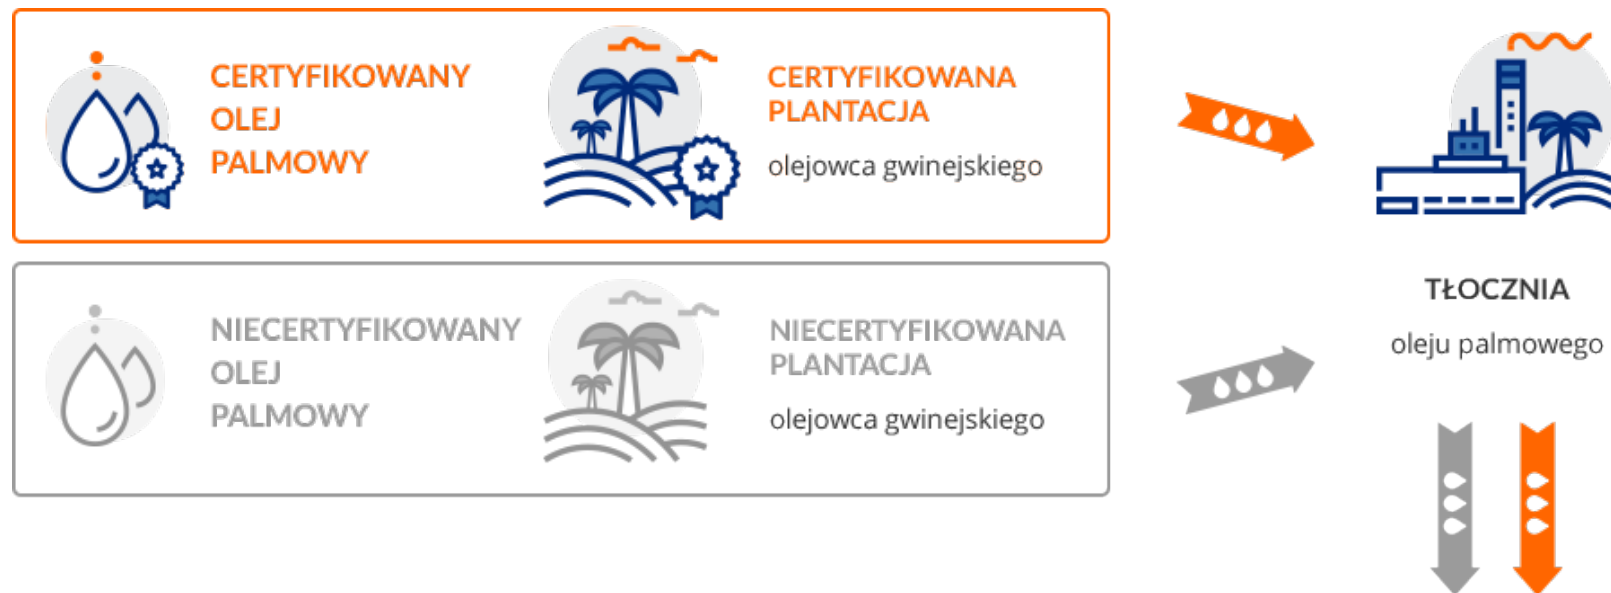 CERTYFIKOWANY
OLEJ
PALMOWY
CERTYFIKOWANA
PLANTACJA
olejowca gwinejskiego
NIECERTYFIKOWANY
OLEJ
PALMOWY
NIECERTYFIKOWANA
PLANTACJA
olejowca gwinejskiego
TŁOCZNIA
oleju palmowego